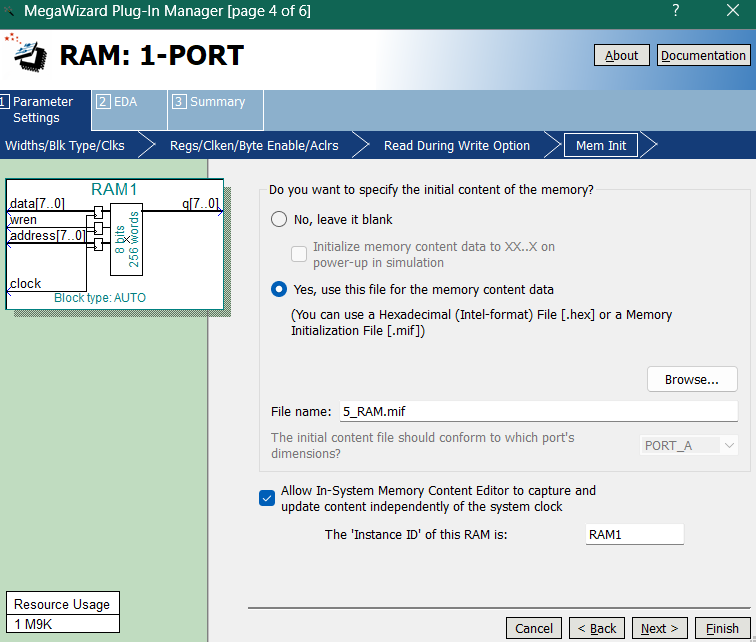 MegaWizard Plug-In Manager [page 4 of 6]
?
RAM: 1-PORT
About
Documentation
1 Parameter Settings
2 EDA
3 Summary
Widths/Blk Type/Clks
Regs/Clken/Byte Enable/Aclrs
Read During Write Option
Mem Init
RAM1
data[7..0]
q[7..0]
wren
address[7..0]
8 bits
256 words
clock
Block type: AUTO
Do you want to specify the initial content of the memory?
No, leave it blank
Initialize memory content data to XX..X on
power-up in simulation
Yes, use this file for the memory content data
(You can use a Hexadecimal (Intel-format) File [.hex] or a Memory
Initialization File [.mif])
Browse...
File name: 5_RAM.mif
The initial content file should conform to which port's
dimensions?
PORT_A
Allow In-System Memory Content Editor to capture and
update content independently of the system clock
The 'Instance ID' of this RAM is: RAM1
Resource Usage
1 M9K
Cancel
< Back
Next >
Finish